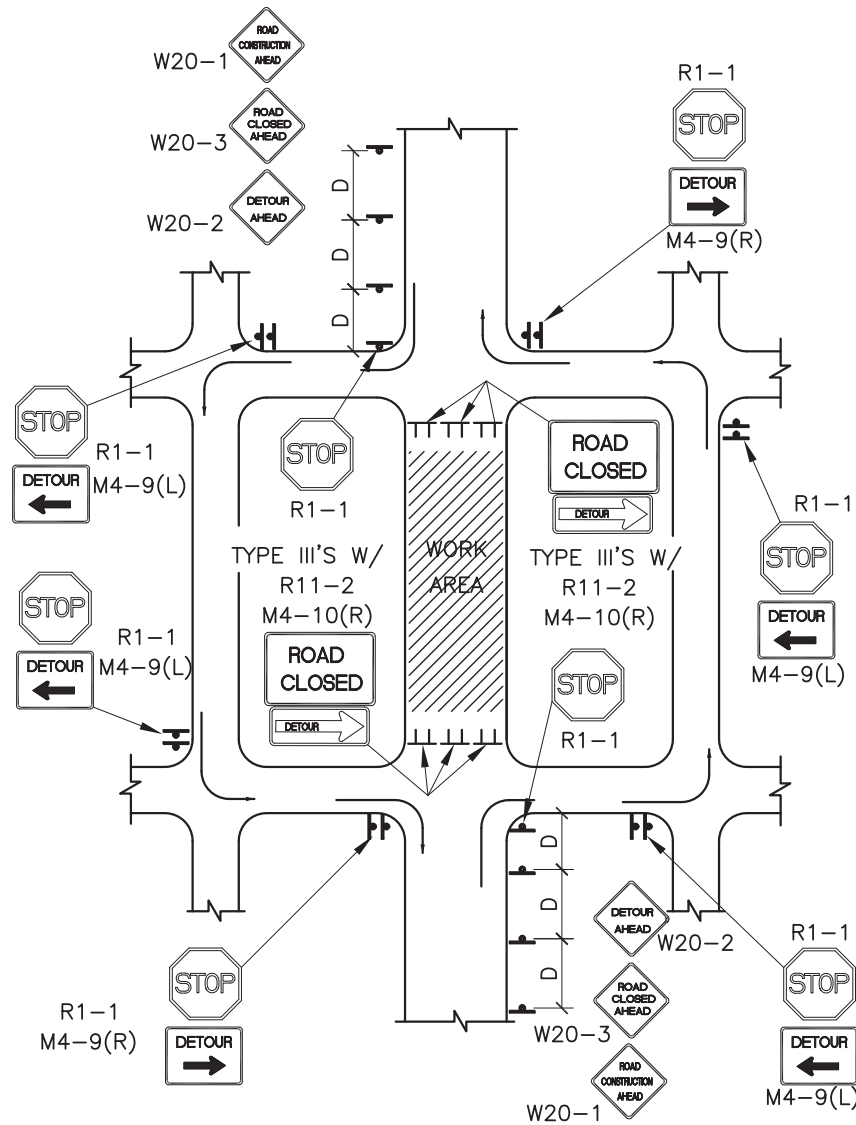 ROAD
CONSTRUCTION
AHEAD
W20-1
ROAD
CLOSED
AHEAD
W20-3
DETOUR
AHEAD
W20-2
D
D
D
R1-1
STOP
DETOUR
M4-9(R)
STOP
R1-1
DETOUR
M4-9(L)
STOP
R1-1
ROAD
CLOSED
DETOUR
TYPE III'S W/
R11-2
M4-10(R)
WORK
AREA
TYPE III'S W/
R11-2
M4-10(R)
R1-1
STOP
DETOUR
M4-9(L)
STOP
R1-1
DETOUR
M4-9(L)
ROAD
CLOSED
DETOUR
STOP
R1-1
D
D
D
DETOUR
AHEAD
W20-2
ROAD
CLOSED
AHEAD
W20-3
ROAD
CONSTRUCTION
AHEAD
W20-1
STOP
R1-1
M4-9(R)
DETOUR
R1-1
STOP
DETOUR
M4-9(L)